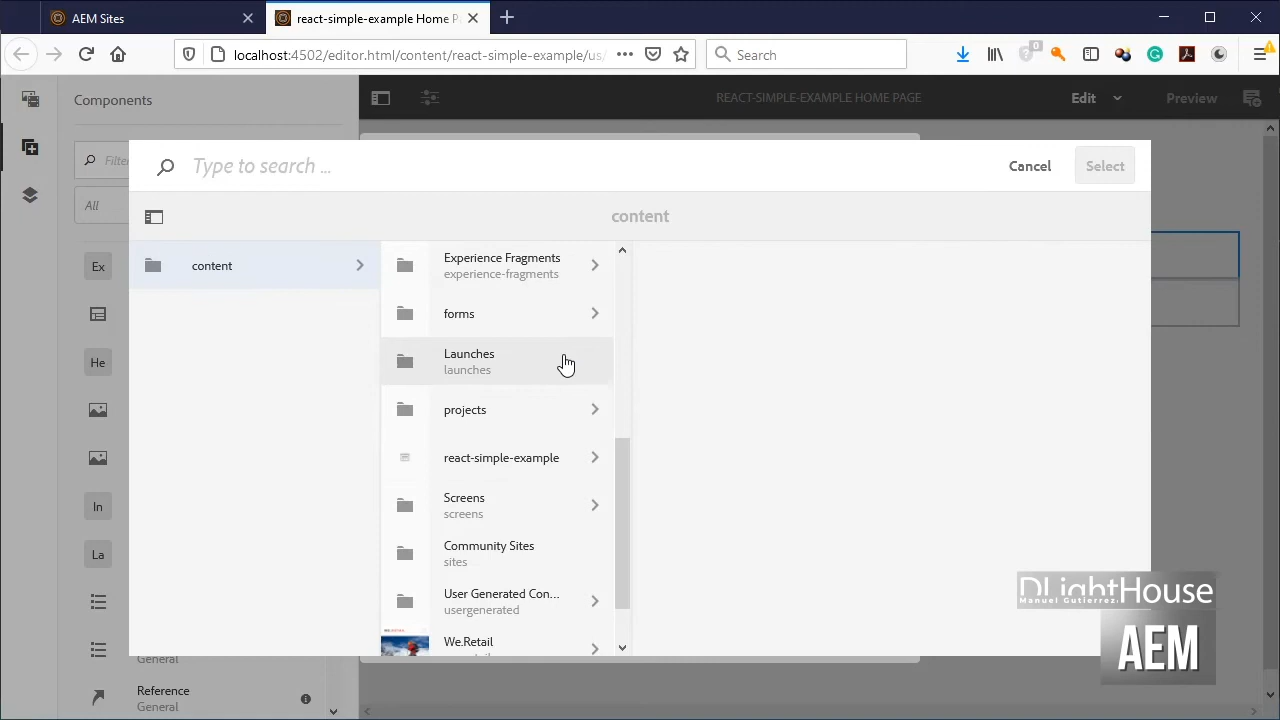 AEM Sites
react-simple-example Home P
localhost:4502/editor.html/content/react-simple-example/us/
Search
0
Components
REACT-SIMPLE-EXAMPLE HOME PAGE
Edit
Preview
Filte
All
Type to search ...
Cancel
Select
content
content
Experience Fragments
experience-fragments
forms
Launches
launches
projects
react-simple-example
Screens
screens
Community Sites
sites
User Generated Con...
usergenerated
We.Retail
Ex
He
In
La
General
Reference
General
DLightHouse
Manuel Gutierrez
AEM